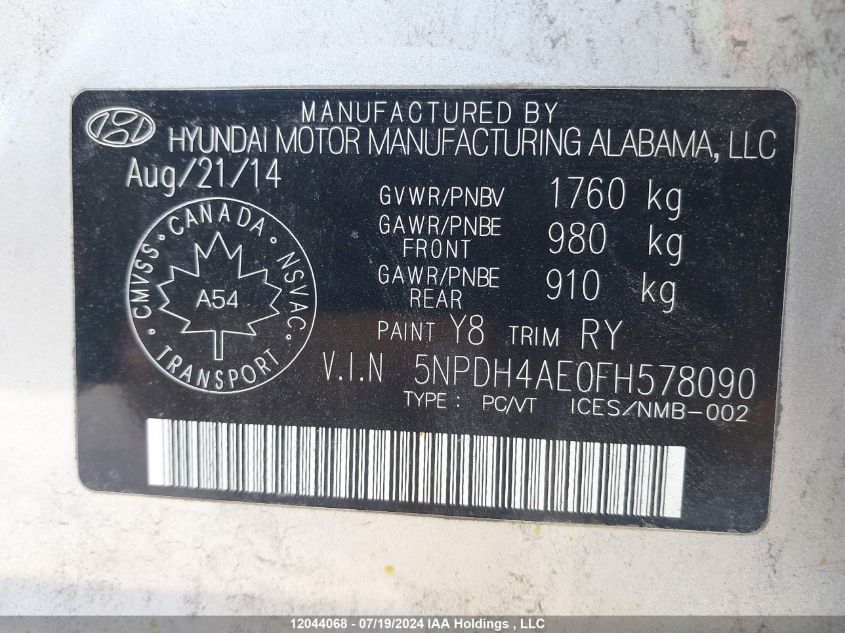 MANUFACTURED BY
HYUNDAI MOTOR MANUFACTURING ALABAMA, LLC
Aug/21/14
GVWR/PNBV 1760 kg
GAWR/PNBE FRONT 980 kg
GAWR/PNBE REAR 910 kg
PAINT Y8 TRIM RY
V.I.N 5NPDH4AE0FH578090
TYPE : PC/VT ICES/NMB-002
CANADA
CMVSS • NSVAC
A54
TRANSPORT
12044068 - 07/19/2024 IAA Holdings , LLC